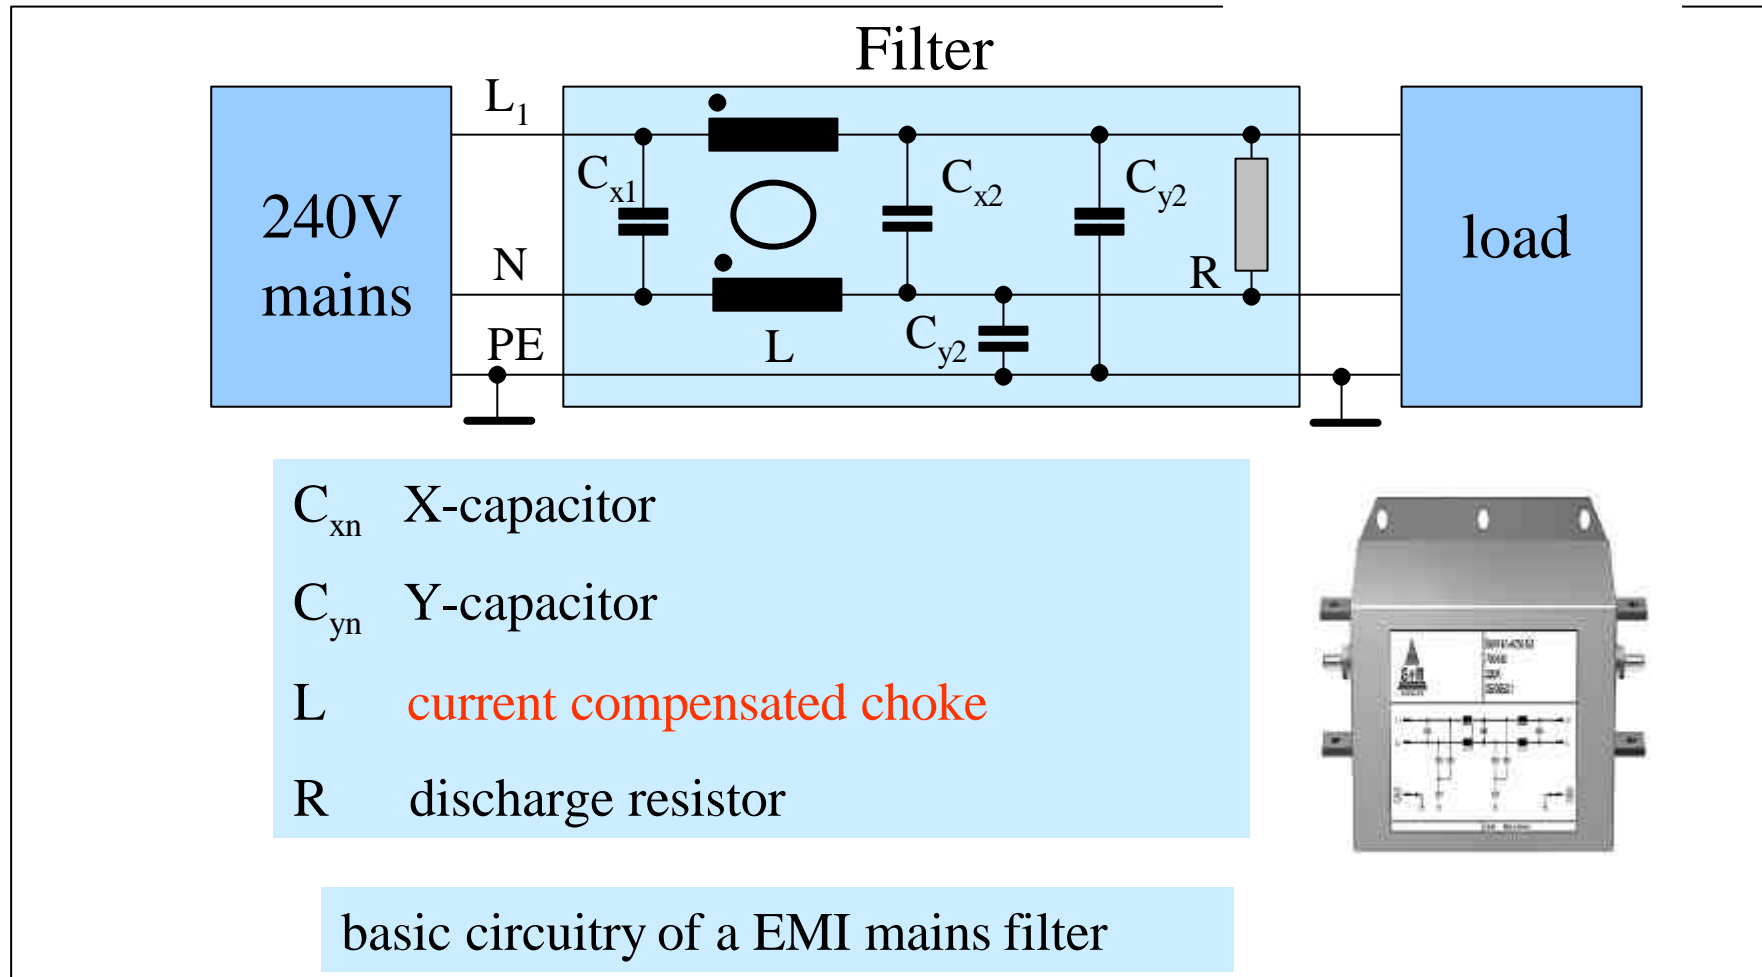 Filter
L1
240V
mains
N
PE
Cx1
L
Cx2
Cy2
Cy2
R
load
Cxn X-capacitor
Cyn Y-capacitor
L current compensated choke
R discharge resistor
basic circuitry of a EMI mains filter